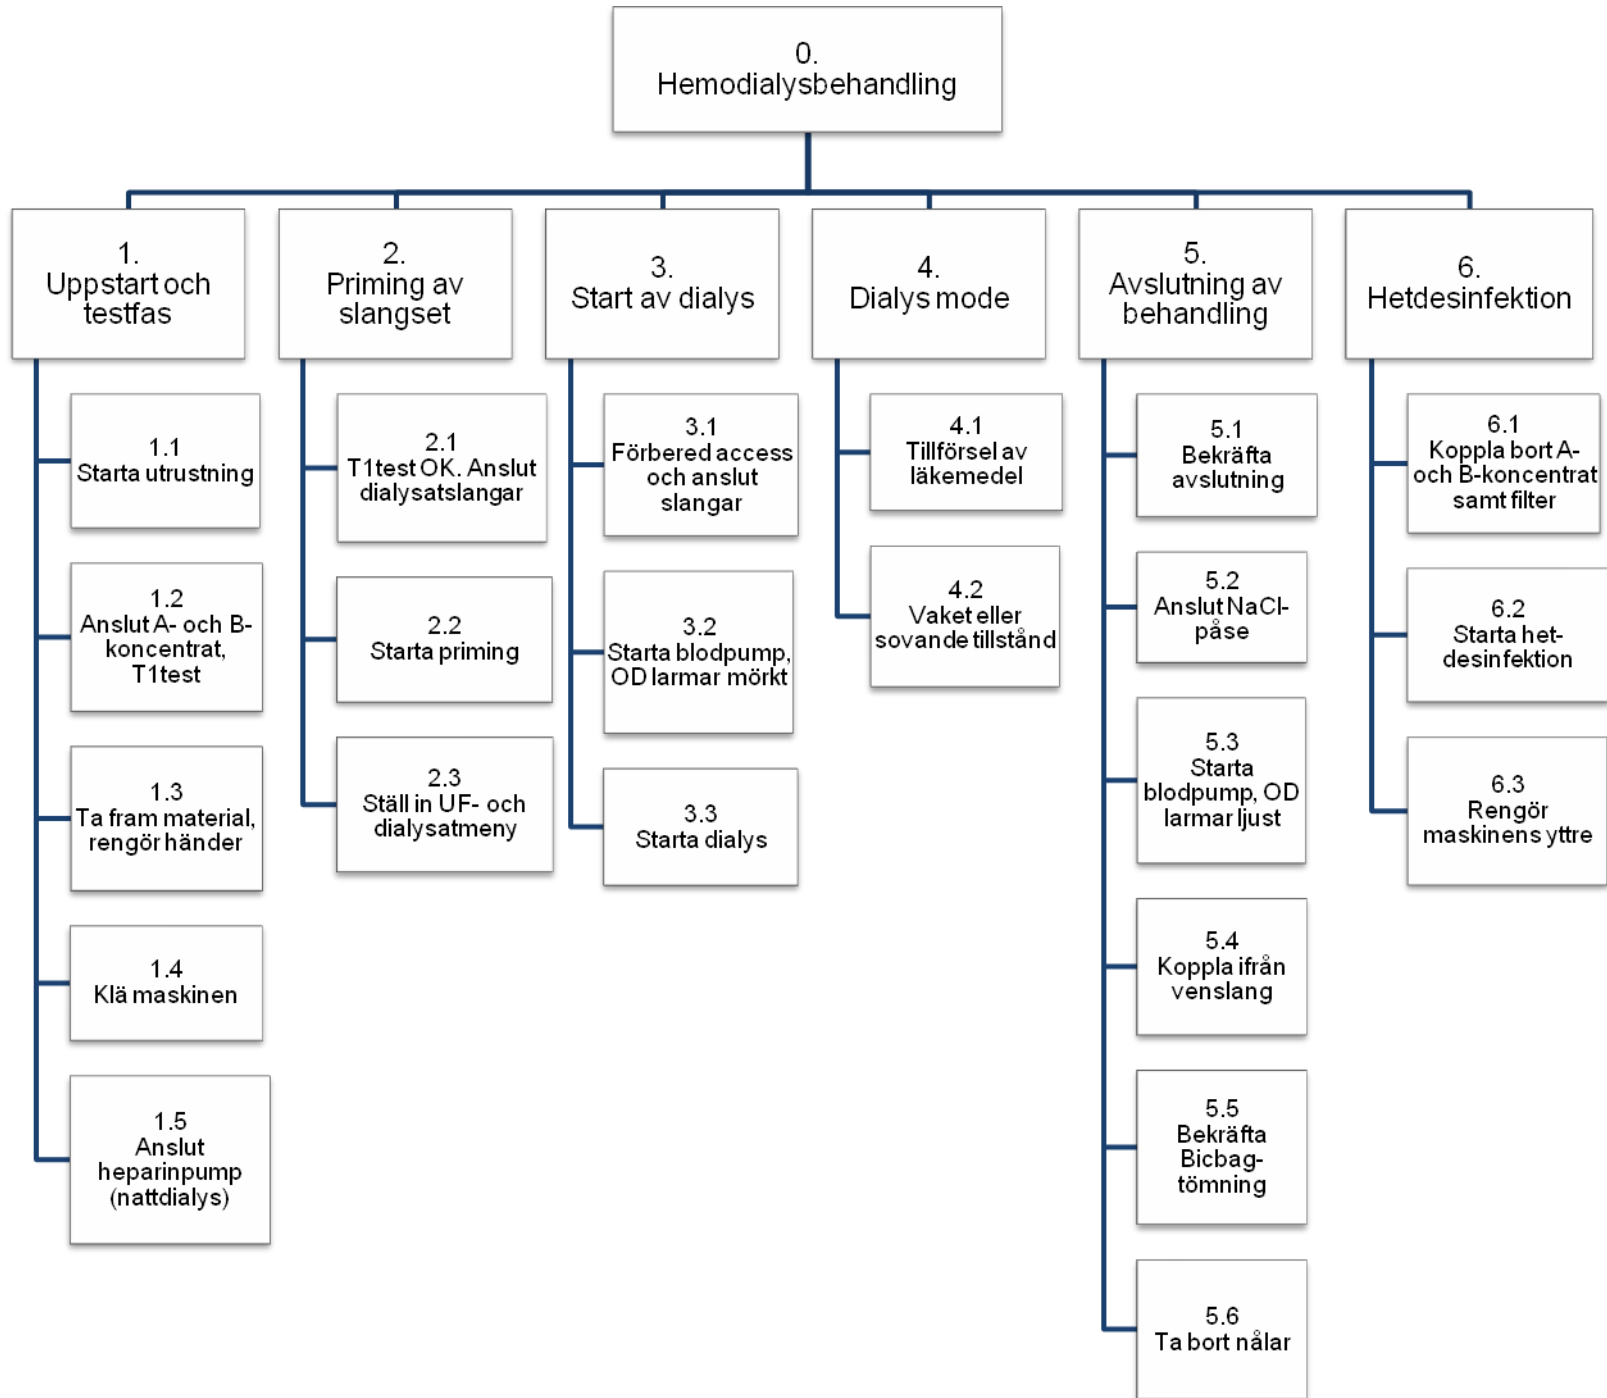 0.
Hemodialysbehandling
1.
Uppstart och
testfas
2.
Priming av
slangset
3.
Start av dialys
4.
Dialys mode
5.
Avslutning av
behandling
6.
Hetdesinfektion
1.1
Starta utrustning
1.2
Anslut A- och B-
koncentrat,
T1test
1.3
Ta fram material,
rengör händer
1.4
Klä maskinen
1.5
Anslut
heparinpump
(nattdialys)
2.1
T1test OK. Anslut
dialysatslangar
2.2
Starta priming
2.3
Ställ in UF- och
dialysatmeny
3.1
Förbered access
och anslut
slangar
3.2
Starta blodpump,
OD larmar mörkt
3.3
Starta dialys
4.1
Tillförsel av
läkemedel
4.2
Vaket eller
sovande tillstånd
5.1
Bekräfta
avslutning
5.2
Anslut NaCl-
påse
5.3
Starta
blodpump, OD
larmar ljust
5.4
Koppla ifrån
venslang
5.5
Bekräfta
Bicbag-
tömning
5.6
Ta bort nålar
6.1
Koppla bort A-
och B-koncentrat
samt filter
6.2
Starta het-
desinfektion
6.3
Rengör
maskinens yttre